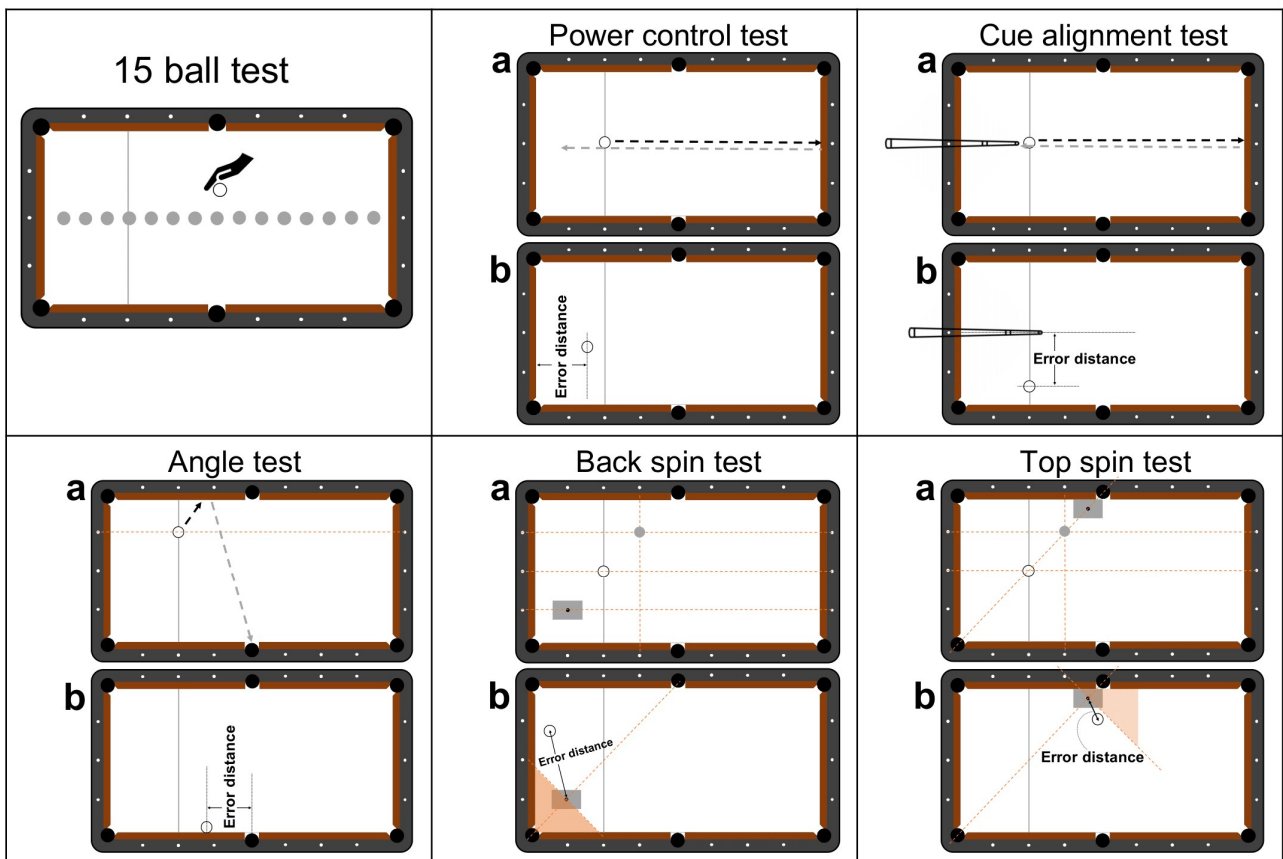 15 ball test
Power control test
a
b
Error distance
Cue alignment test
a
b
Error distance
Angle test
a
b
Error distance
Back spin test
a
b
Error distance
Top spin test
a
b
Error distance